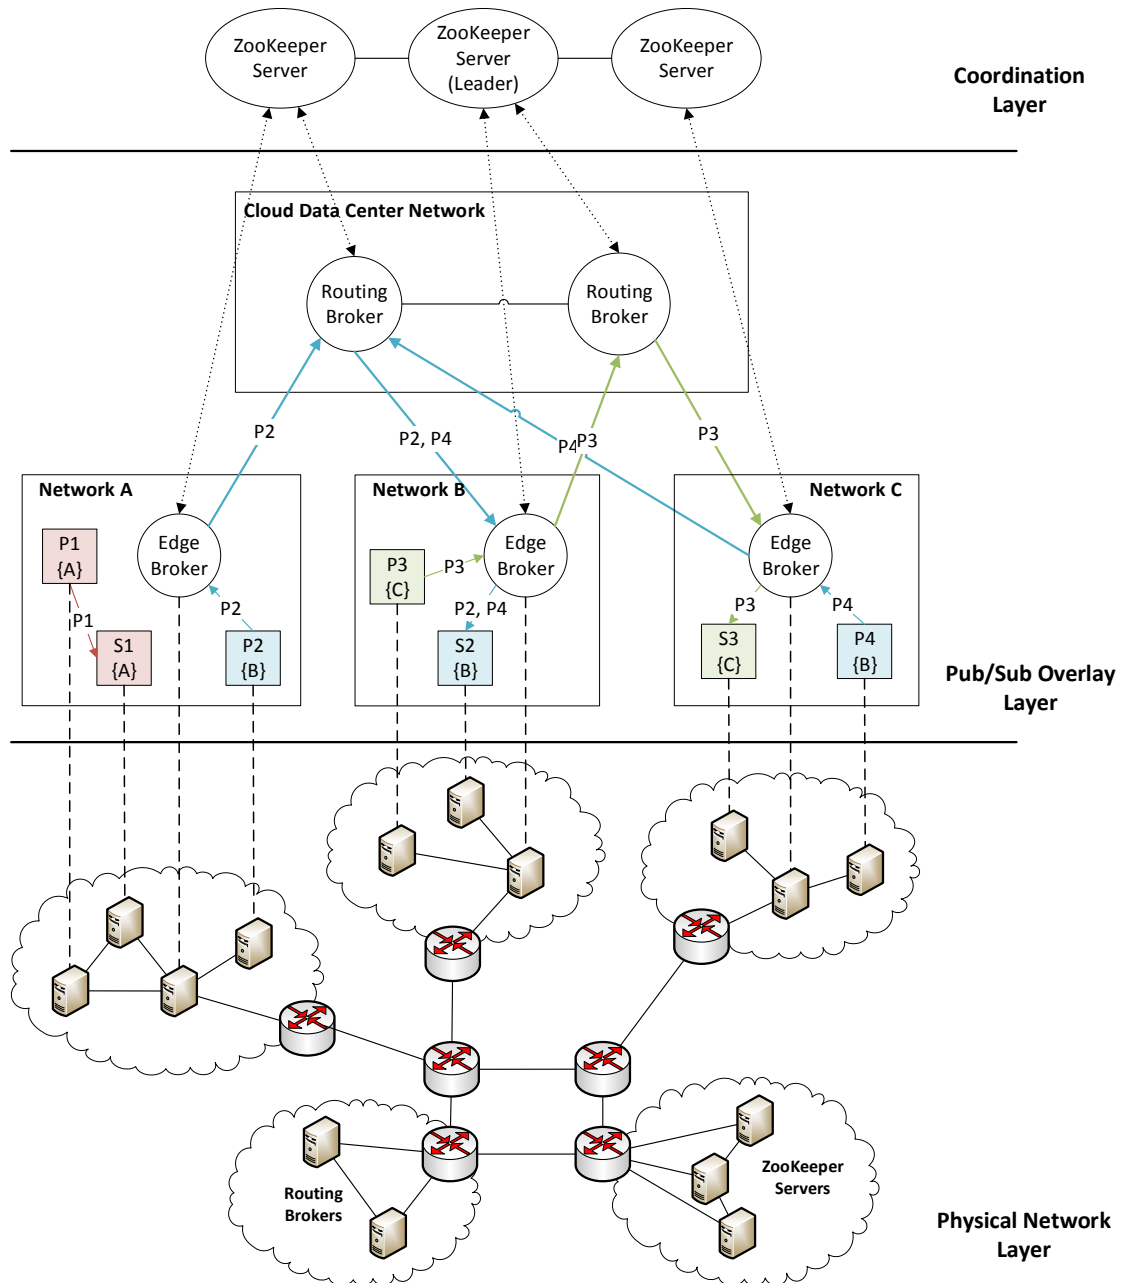 ZooKeeper
Server
ZooKeeper
Server
(Leader)
ZooKeeper
Server
Coordination
Layer
Cloud Data Center Network
Routing
Broker
Routing
Broker
P2
P2, P4
P4
P3
P3
Network A
P1
{A}
P1
S1
{A}
Edge
Broker
P2
P2
{B}
Network B
P3
{C}
P3
Edge
Broker
P2, P4
S2
{B}
Network C
Edge
Broker
P3
S3
{C}
P4
P4
{B}
Pub/Sub Overlay
Layer
Routing
Brokers
ZooKeeper
Servers
Physical Network
Layer